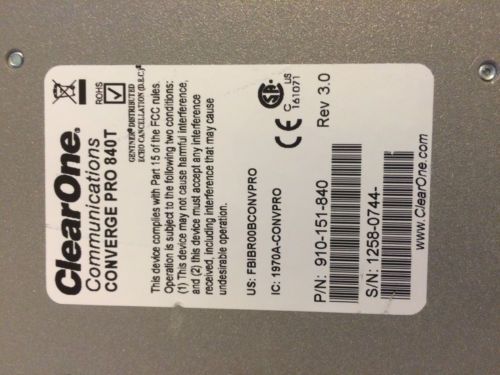 ClearOne®
Communications
CONVERGE PRO 840T
ROHS
GENTNER® DISTRIBUTED
ECHO CANCELLATION (D.E.C.)®
This device complies with Part 15 of the FCC rules.
Operation is subject to the following two conditions:
(1) This device may not cause harmful interference,
and (2) this device must accept any interference
received, including interference that may cause
undesirable operation.
US: FBIBR00BCONVPRO
IC: 1970A-CONVPRO
CE
SA®
C US
161071
Rev 3.0
P/N: 910-151-840
S/N: 1258-0744-
www.ClearOne.com